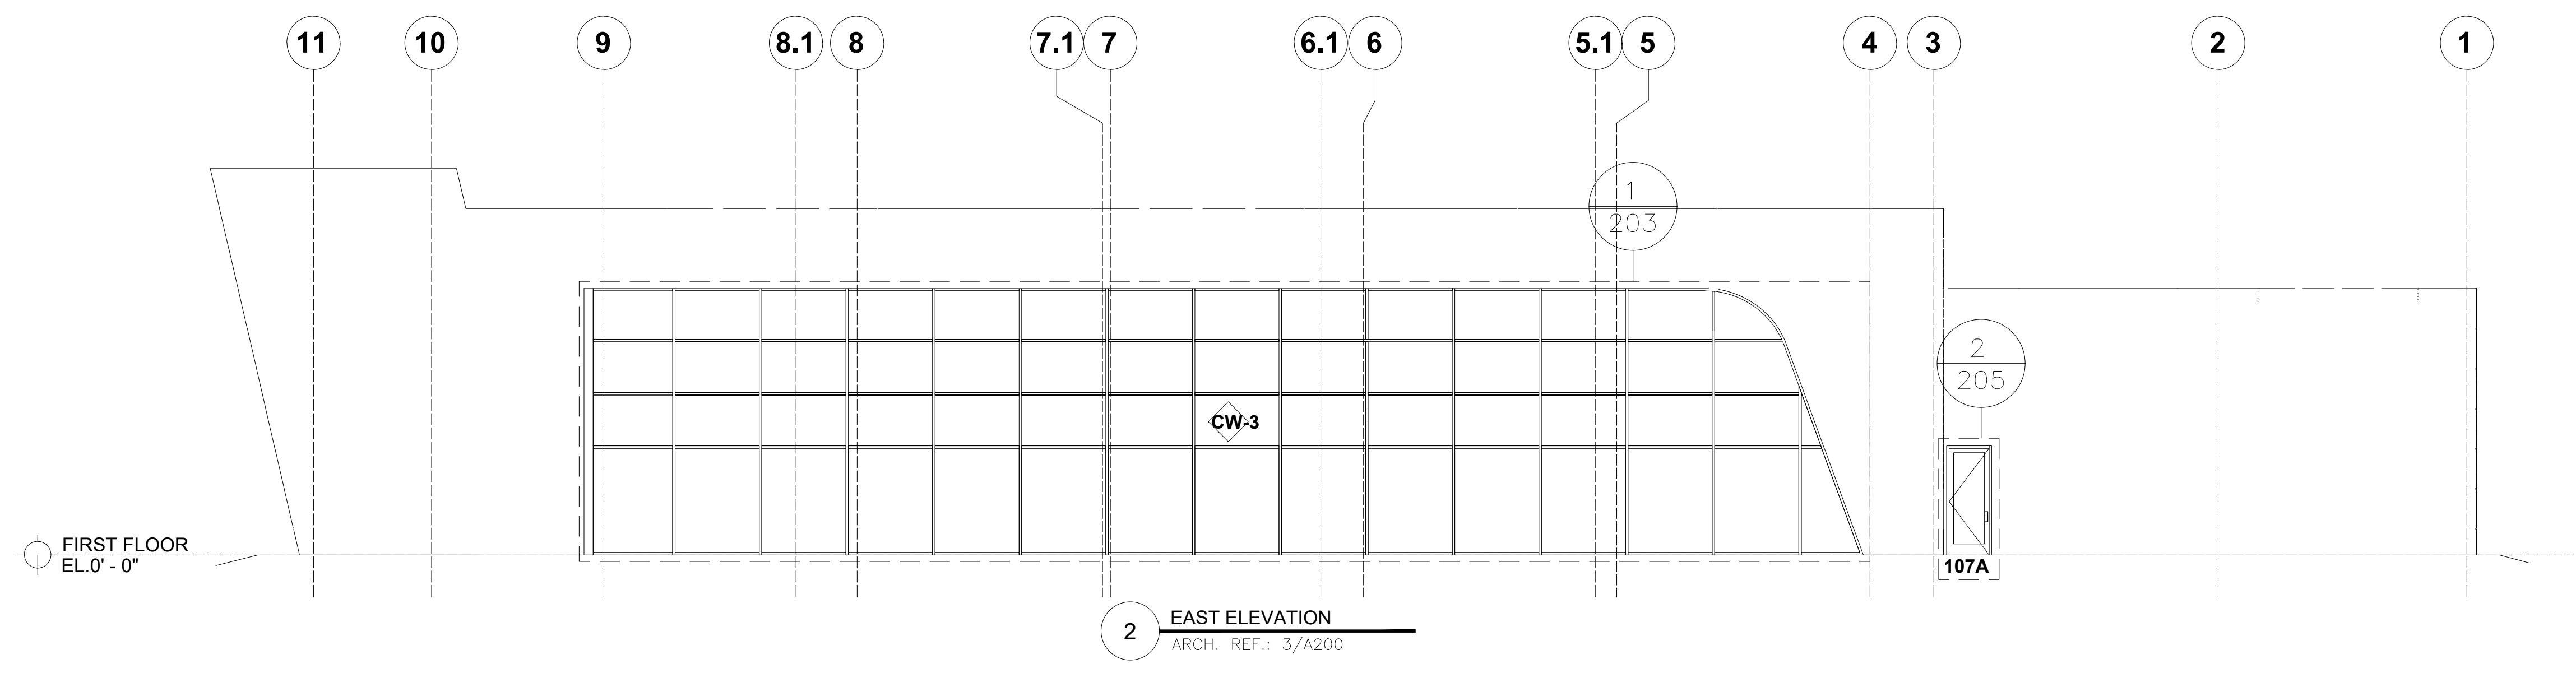 11 10 9 8.1 8 7.1 7 6.1 6 5.1 5 4 3 2 1
1
203
2
205
CW-3
FIRST FLOOR
EL.0' - 0"
107A
2
EAST ELEVATION
ARCH. REF.: 3/A200